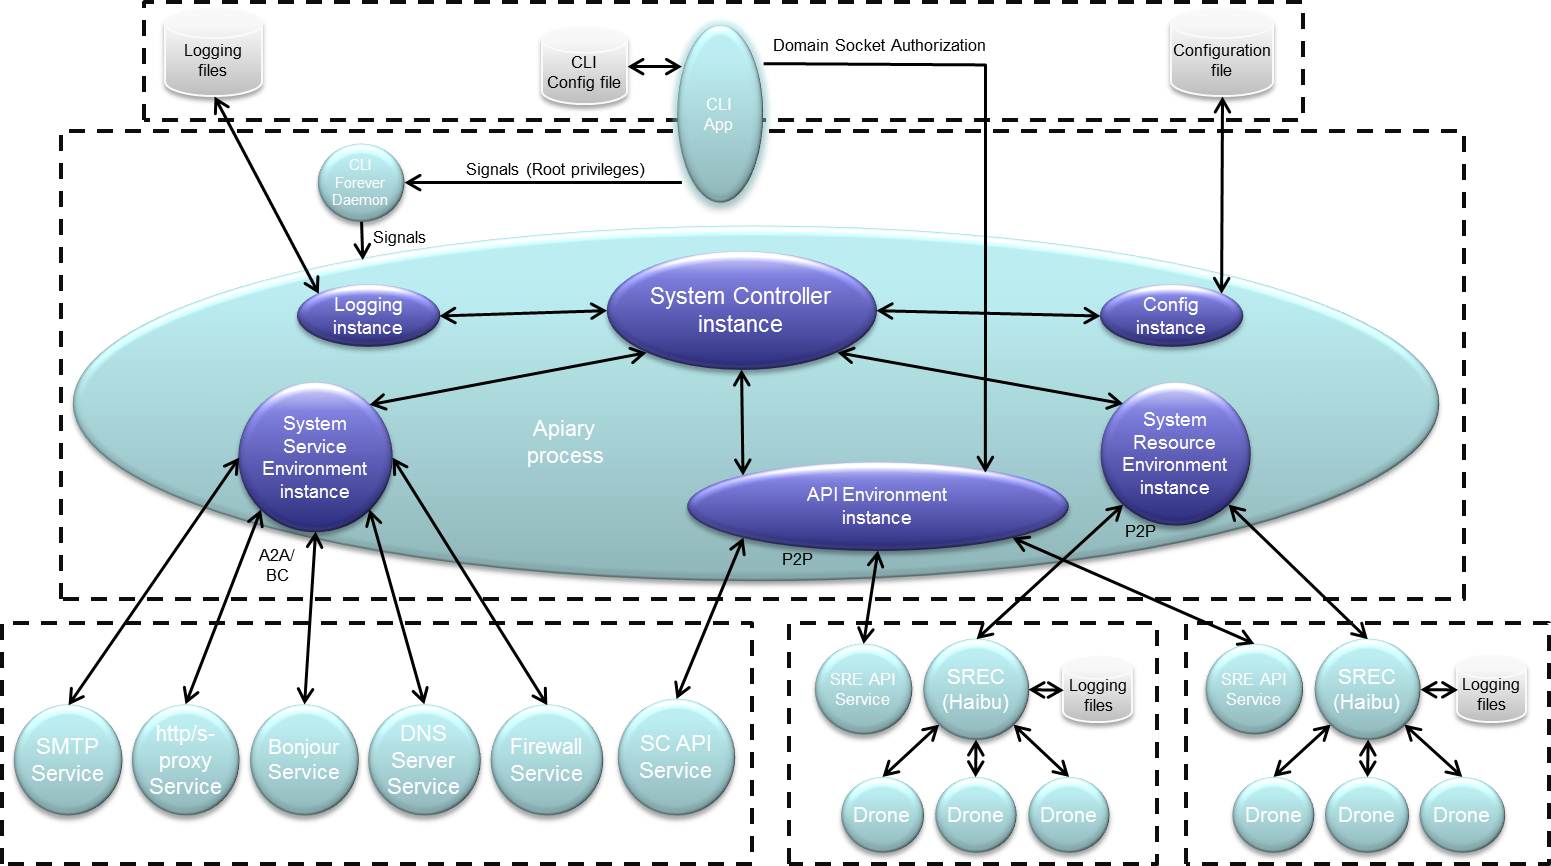 Logging
files
CLI
Config file
CLI
App
Domain Socket Authorization
Configuration
file
CLI
Forever
Daemon
Signals (Root privileges)
Signals
Logging
instance
System Controller
instance
Config
instance
System
Service
Environment
instance
Apiary
process
API Environment
instance
System
Resource
Environment
instance
A2A/
BC
P2P
P2P
SMTP
Service
http/s-
proxy
Service
Bonjour
Service
DNS
Server
Service
Firewall
Service
SC API
Service
SRE API
Service
SREC
(Haibu)
Logging
files
Drone
Drone
Drone
SRE API
Service
SREC
(Haibu)
Logging
files
Drone
Drone
Drone